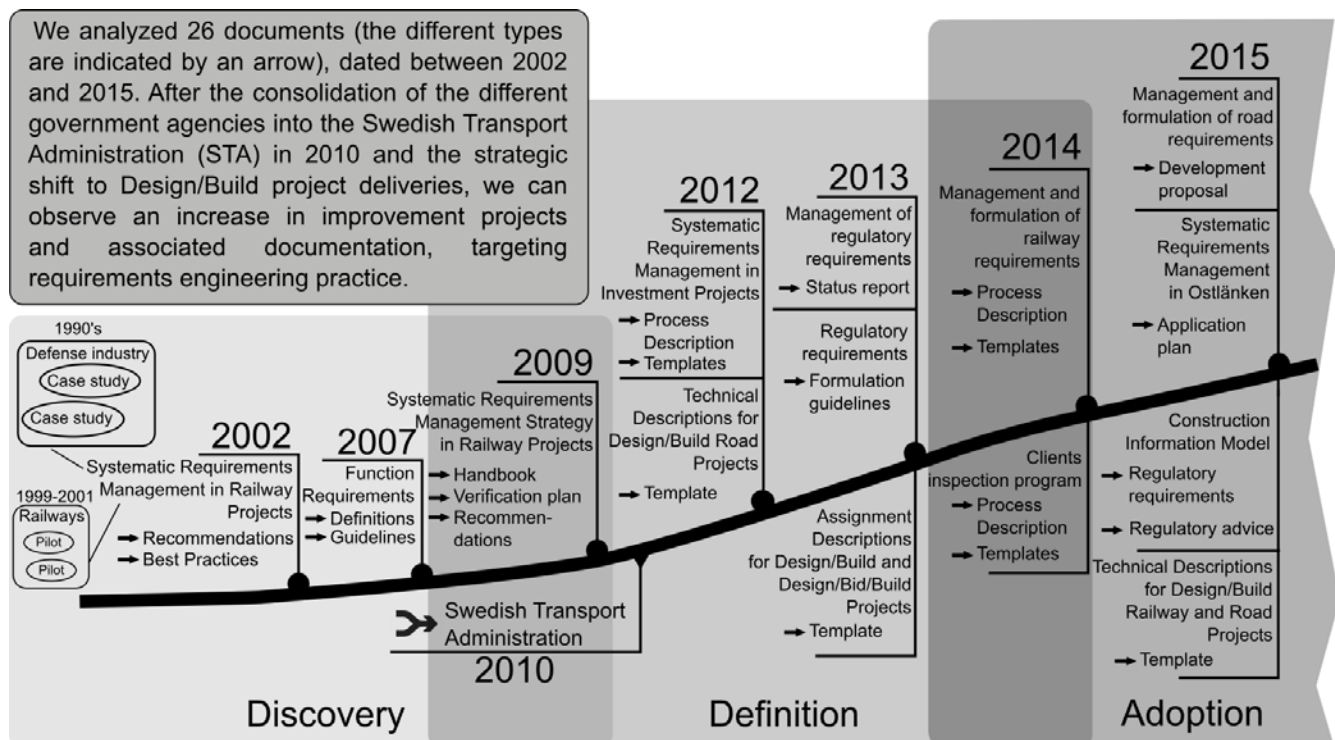 We analyzed 26 documents (the different types
are indicated by an arrow), dated between 2002
and 2015. After the consolidation of the different
government agencies into the Swedish Transport
Administration (STA) in 2010 and the strategic
shift to Design/Build project deliveries, we can
observe an increase in improvement projects
and associated documentation, targeting
requirements engineering practice.
1990's
Defense industry
Case study
Case study
1999-2001
Railways
Pilot
Pilot
2002
Systematic Requirements
Management in Railway
Projects
Recommendations
Best Practices
2007
Function
Requirements
Definitions
Guidelines
2009
Systematic Requirements
Management Strategy
in Railway Projects
Handbook
Verification plan
Recommen-
dations
Swedish Transport
Administration
2010
2012
Systematic
Requirements
Management in
Investment Projects
Process
Description
Templates
Technical
Descriptions for
Design/Build Road
Projects
Template
2013
Management of
regulatory
requirements
Status report
Regulatory
requirements
Formulation
guidelines
Assignment
Descriptions
for Design/Build and
Design/Bid/Build
Projects
Template
2014
Management and
formulation of
railway
requirements
Process
Description
Templates
Clients
inspection program
Process
Description
Templates
2015
Management and
formulation of road
requirements
Development
proposal
Systematic
Requirements
Management
in Ostlänken
Application
plan
Construction
Information Model
Regulatory
requirements
Regulatory advice
Technical Descriptions
for Design/Build
Railway and Road
Projects
Template
Discovery
Definition
Adoption